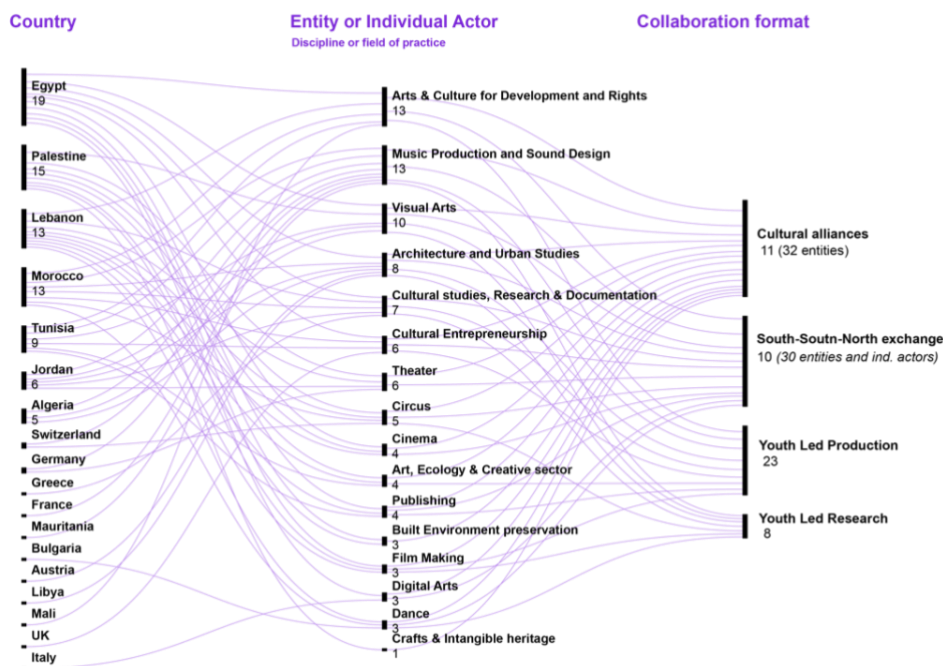 Country
Egypt
19
Palestine
15
Lebanon
13
Morocco
13
Tunisia
9
Jordan
6
Algeria
5
Switzerland
Germany
Greece
France
Mauritania
Bulgaria
Austria
Libya
Mali
UK
Italy
Entity or Individual Actor
Discipline or field of practice
Arts & Culture for Development and Rights
13
Music Production and Sound Design
13
Visual Arts
10
Architecture and Urban Studies
8
Cultural studies, Research & Documentation
7
Cultural Entrepreneurship
6
Theater
6
Circus
5
Cinema
4
Art, Ecology & Creative sector
4
Publishing
4
Built Environment preservation
3
Film Making
3
Digital Arts
3
Dance
3
Crafts & Intangible heritage
1
Collaboration format
Cultural alliances
11 (32 entities)
South-Soutn-North exchange
10 (30 entities and ind. actors)
Youth Led Production
23
Youth Led Research
8